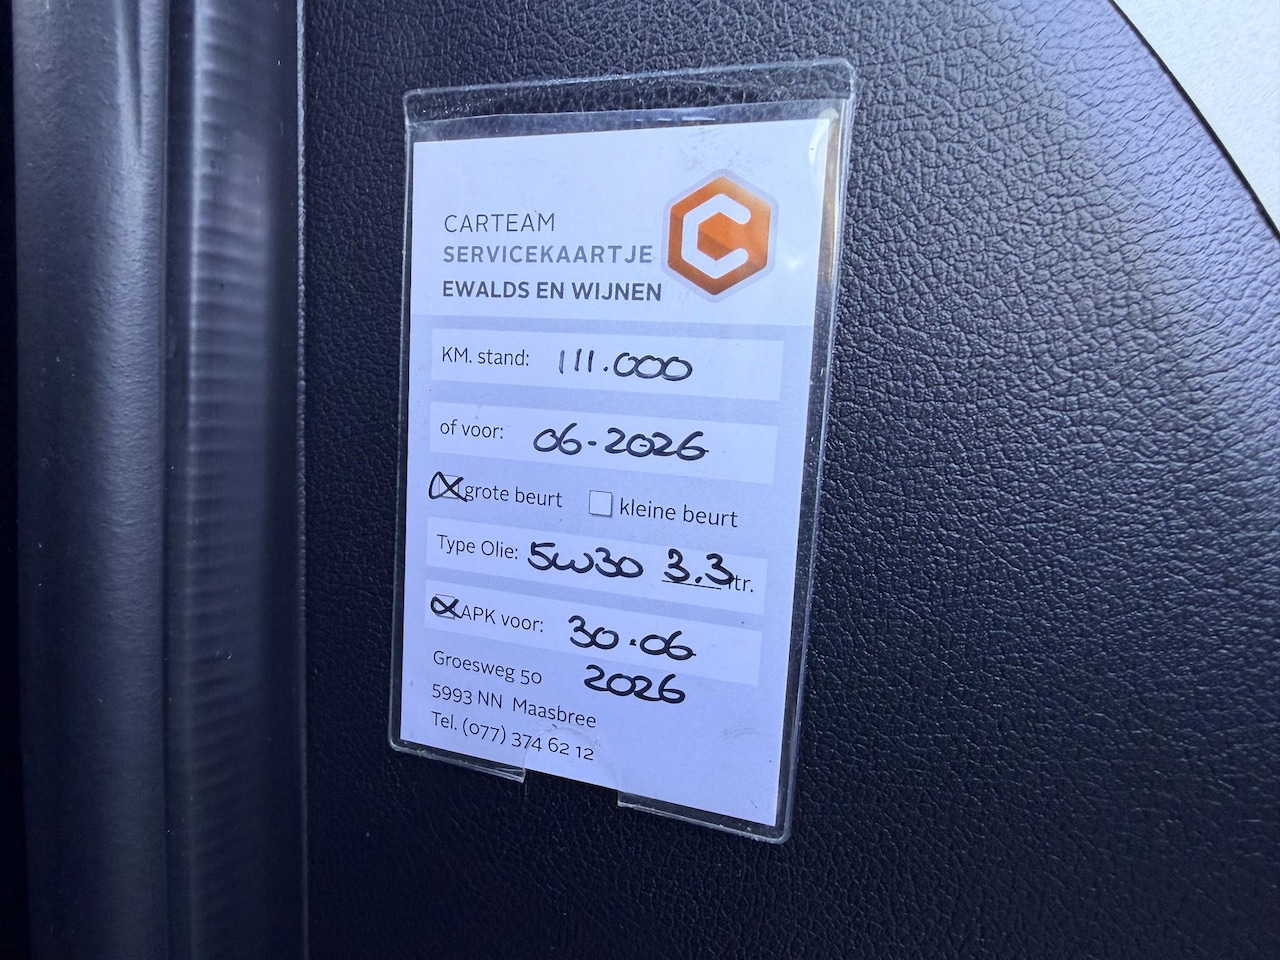 CARTEAM
SERVICEKAARTJE
EWALDS EN WIJNEN
KM. stand: 111.000
of voor: 06-2026
grote beurt kleine beurt
Type Olie: 5W30 3.3 ltr.
APK voor: 30.06
2026
Groesweg 50
5993 NN Maasbree
Tel. (077) 374 62 12